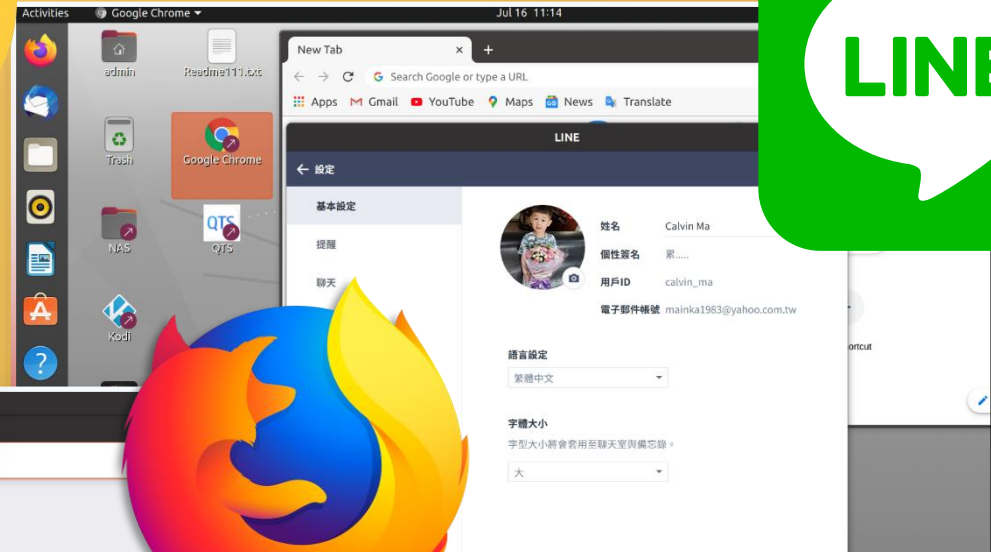 Activities
Google Chrome
Jul 16 11:14
LINE
admin
Readme111.txt
New Tab
Search Google or type a URL
Apps
Gmail
YouTube
Maps
News
Translate
Trash
Google Chrome
LINE
← 設定
基本設定
提醒
聊天
姓名 Calvin Ma
個性簽名 累.....
用戶ID calvin_ma
電子郵件帳號 mainka1983@yahoo.com.tw
NAS
QTS
QTS
Kodi
ortcut
語言設定
繁體中文
字體大小
字型大小將會套用至聊天室與備忘錄。
大